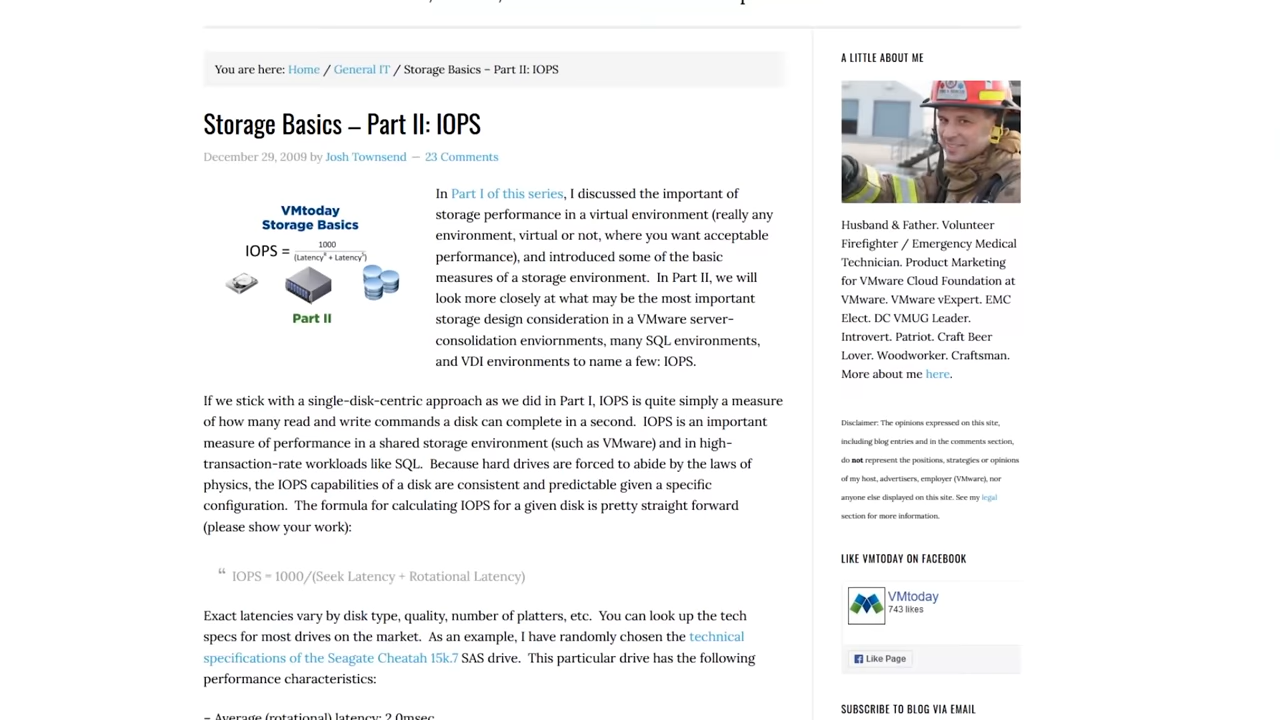 You are here: Home / General IT / Storage Basics – Part II: IOPS
Storage Basics – Part II: IOPS
December 29, 2009 by Josh Townsend — 23 Comments
VMtoday
Storage Basics
IOPS = 1000
(Latency + Latency)
Part II
In Part I of this series, I discussed the important of
storage performance in a virtual environment (really any
environment, virtual or not, where you want acceptable
performance), and introduced some of the basic
measures of a storage environment.  In Part II, we will
look more closely at what may be the most important
storage design consideration in a VMware server-
consolidation enviornments, many SQL environments,
and VDI environments to name a few: IOPS.
If we stick with a single-disk-centric approach as we did in Part I, IOPS is quite simply a measure
of how many read and write commands a disk can complete in a second.  IOPS is an important
measure of performance in a shared storage environment (such as VMware) and in high-
transaction-rate workloads like SQL.  Because hard drives are forced to abide by the laws of
physics, the IOPS capabilities of a disk are consistent and predictable given a specific
configuration.  The formula for calculating IOPS for a given disk is pretty straight forward
(please show your work):
“ IOPS = 1000/(Seek Latency + Rotational Latency)
Exact latencies vary by disk type, quality, number of platters, etc.  You can look up the tech
specs for most drives on the market.  As an example, I have randomly chosen the technical
specifications of the Seagate Cheatah 15k.7 SAS drive.  This particular drive has the following
performance characteristics:
– Average (rotational) latency: 2.0msec
A LITTLE ABOUT ME
Husband & Father. Volunteer
Firefighter / Emergency Medical
Technician. Product Marketing
for VMware Cloud Foundation at
VMware. VMware vExpert. EMC
Elect. DC VMUG Leader.
Introvert. Patriot. Craft Beer
Lover. Woodworker. Craftsman.
More about me here.
Disclaimer: The opinions expressed on this site,
including blog entries and in the comments section,
do not represent the positions, strategies or opinions
of my host, advertisers, employer (VMware), nor
anyone else displayed on this site. See my legal
section for more information.
LIKE VMTODAY ON FACEBOOK
VMtoday
743 likes
Like Page
SUBSCRIBE TO BLOG VIA EMAIL